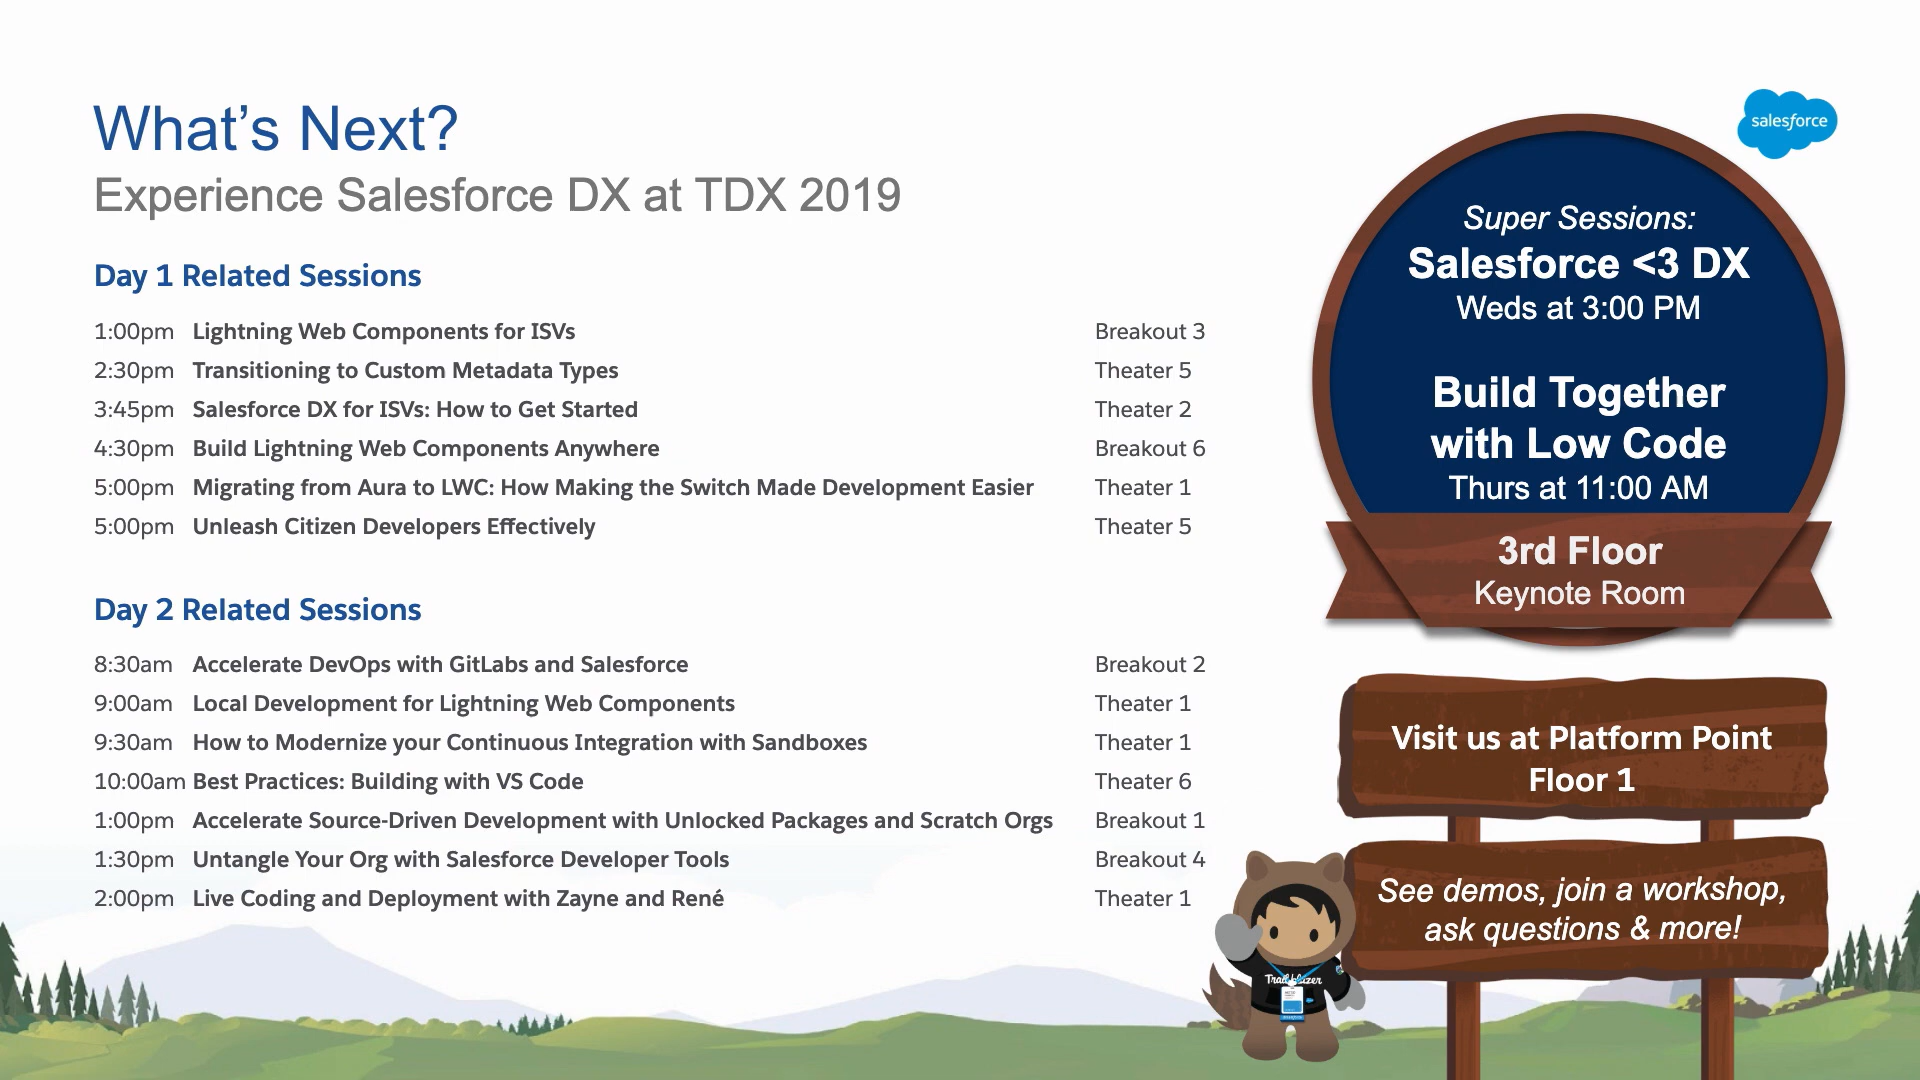 What’s Next?
Experience Salesforce DX at TDX 2019
Day 1 Related Sessions
1:00pm Lightning Web Components for ISVs Breakout 3
2:30pm Transitioning to Custom Metadata Types Theater 5
3:45pm Salesforce DX for ISVs: How to Get Started Theater 2
4:30pm Build Lightning Web Components Anywhere Breakout 6
5:00pm Migrating from Aura to LWC: How Making the Switch Made Development Easier Theater 1
5:00pm Unleash Citizen Developers Effectively Theater 5
Day 2 Related Sessions
8:30am Accelerate DevOps with GitLabs and Salesforce Breakout 2
9:00am Local Development for Lightning Web Components Theater 1
9:30am How to Modernize your Continuous Integration with Sandboxes Theater 1
10:00am Best Practices: Building with VS Code Theater 6
1:00pm Accelerate Source-Driven Development with Unlocked Packages and Scratch Orgs Breakout 1
1:30pm Untangle Your Org with Salesforce Developer Tools Breakout 4
2:00pm Live Coding and Deployment with Zayne and René Theater 1
salesforce
Super Sessions:
Salesforce <3 DX
Weds at 3:00 PM
Build Together
with Low Code
Thurs at 11:00 AM
3rd Floor
Keynote Room
Visit us at Platform Point
Floor 1
See demos, join a workshop,
ask questions & more!
Trailblazer